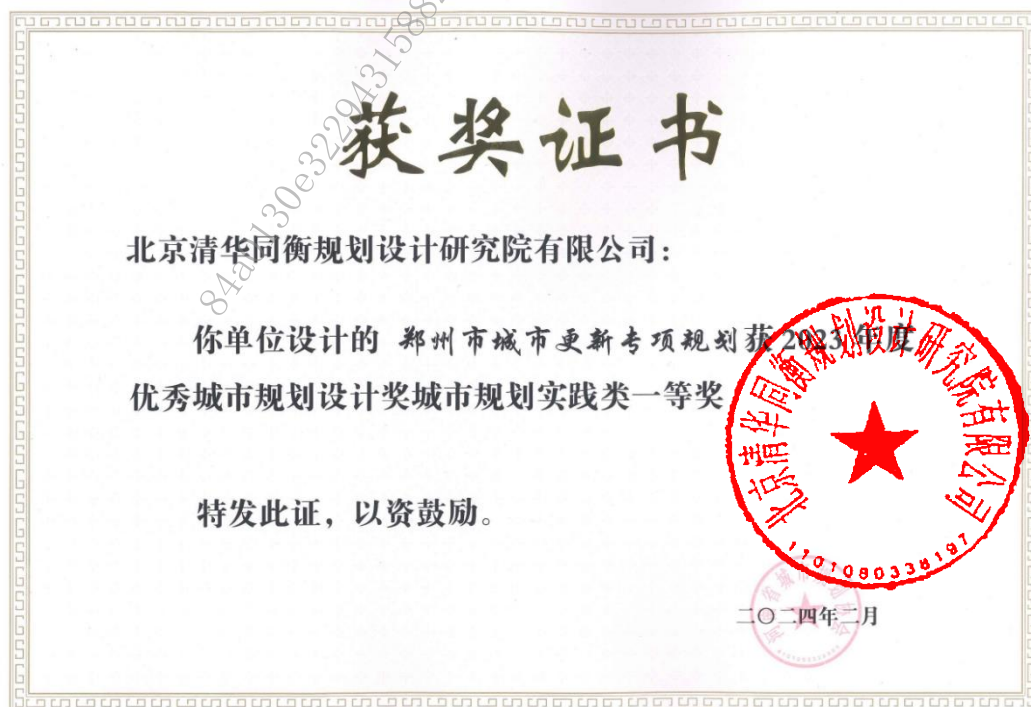 获奖证书
北京清华同衡规划设计研究院有限公司：
你单位设计的 郑州市城市更新专项规划获 2023 年度
优秀城市规划设计奖城市规划实践类一等奖
特发此证，以资鼓励。
北京清华同衡规划设计研究院有限公司
1101080338197
二〇二四年二月